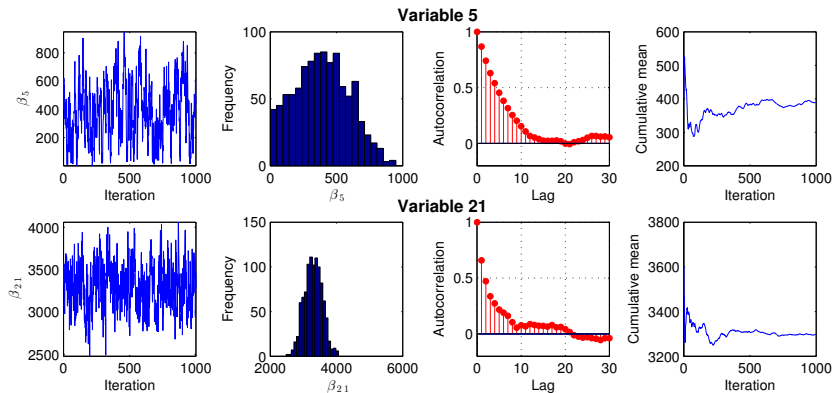 Variable 5
800
600
400
200
β5
0 500 1000
Iteration
100
50
0
Frequency
0 500 1000
β5
1
0.5
0
Autocorrelation
0 10 20 30
Lag
600
500
400
300
200
Cumulative mean
0 500 1000
Iteration
Variable 21
4000
3500
3000
2500
β21
0 500 1000
Iteration
150
100
50
0
Frequency
2000 4000 6000
β21
1
0.5
0
Autocorrelation
0 10 20 30
Lag
3800
3600
3400
3200
Cumulative mean
0 500 1000
Iteration